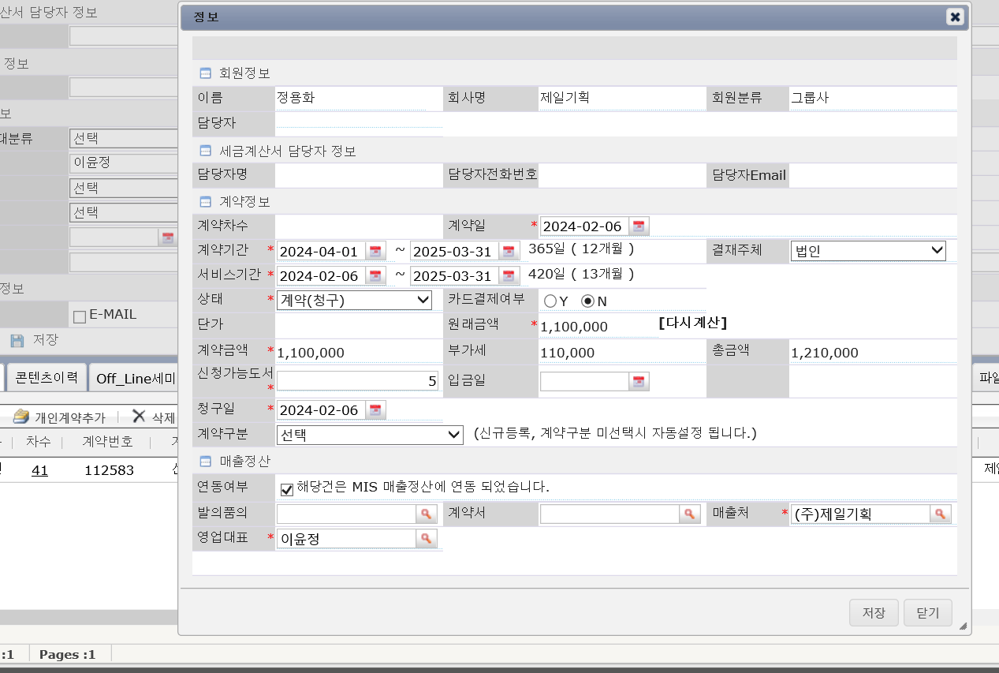 정보
산서 담당자 정보
정보
보
대분류 선택
이윤정
선택
선택
정보
E-MAIL
저장
콘텐츠이력 Off_Line세미 파일
개인계약추가 삭제
차수 계약번호
41 112583 제일
:1 Pages :1
회원정보
이름 정용화 회사명 제일기획 회원분류 그룹사
담당자
세금계산서 담당자 정보
담당자명 담당자전화번호 담당자Email
계약정보
계약차수 계약일 * 2024-02-06
계약기간 * 2024-04-01 ~ 2025-03-31 365일 ( 12개월 ) 결재주체 법인
서비스기간 * 2024-02-06 ~ 2025-03-31 420일 ( 13개월 )
상태 * 계약(청구) 카드결제여부 Y N
단가 원래금액 * 1,100,000 [다시계산]
계약금액 * 1,100,000 부가세 110,000 총금액 1,210,000
신청가능도서 * 5 입금일
청구일 * 2024-02-06
계약구분 선택 (신규등록, 계약구분 미선택시 자동설정 됩니다.)
매출정산
연동여부 해당건은 MIS 매출정산에 연동 되었습니다.
발의품의 계약서 매출처 * (주)제일기획
영업대표 * 이윤정
저장 닫기